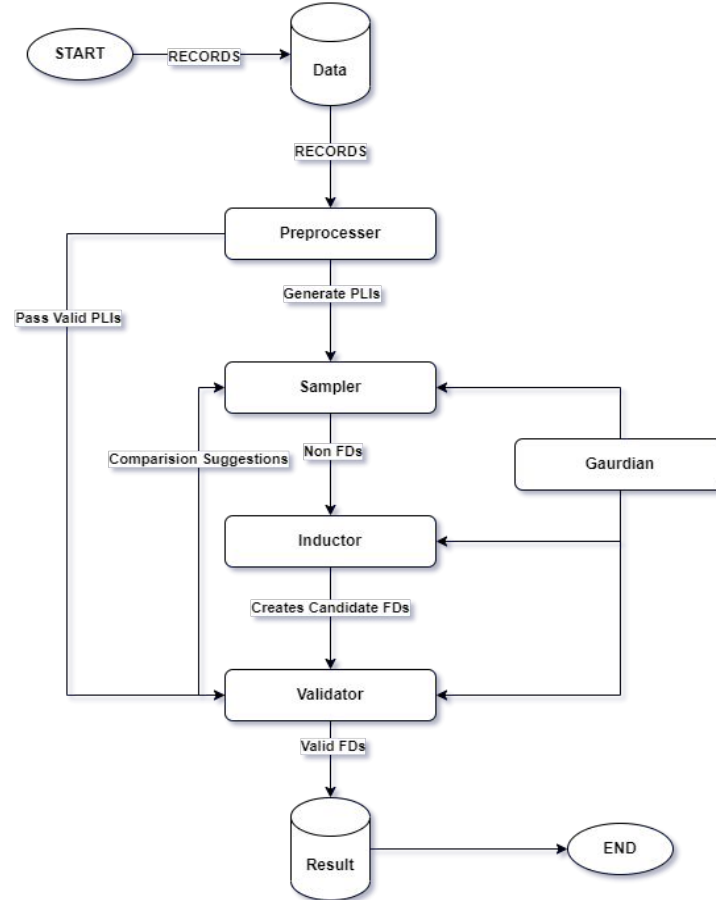 START
RECORDS
Data
RECORDS
Preprocesser
Generate PLIs
Pass Valid PLIs
Sampler
Non FDs
Comparision Suggestions
Gaurdian
Inductor
Creates Candidate FDs
Validator
Valid FDs
Result
END